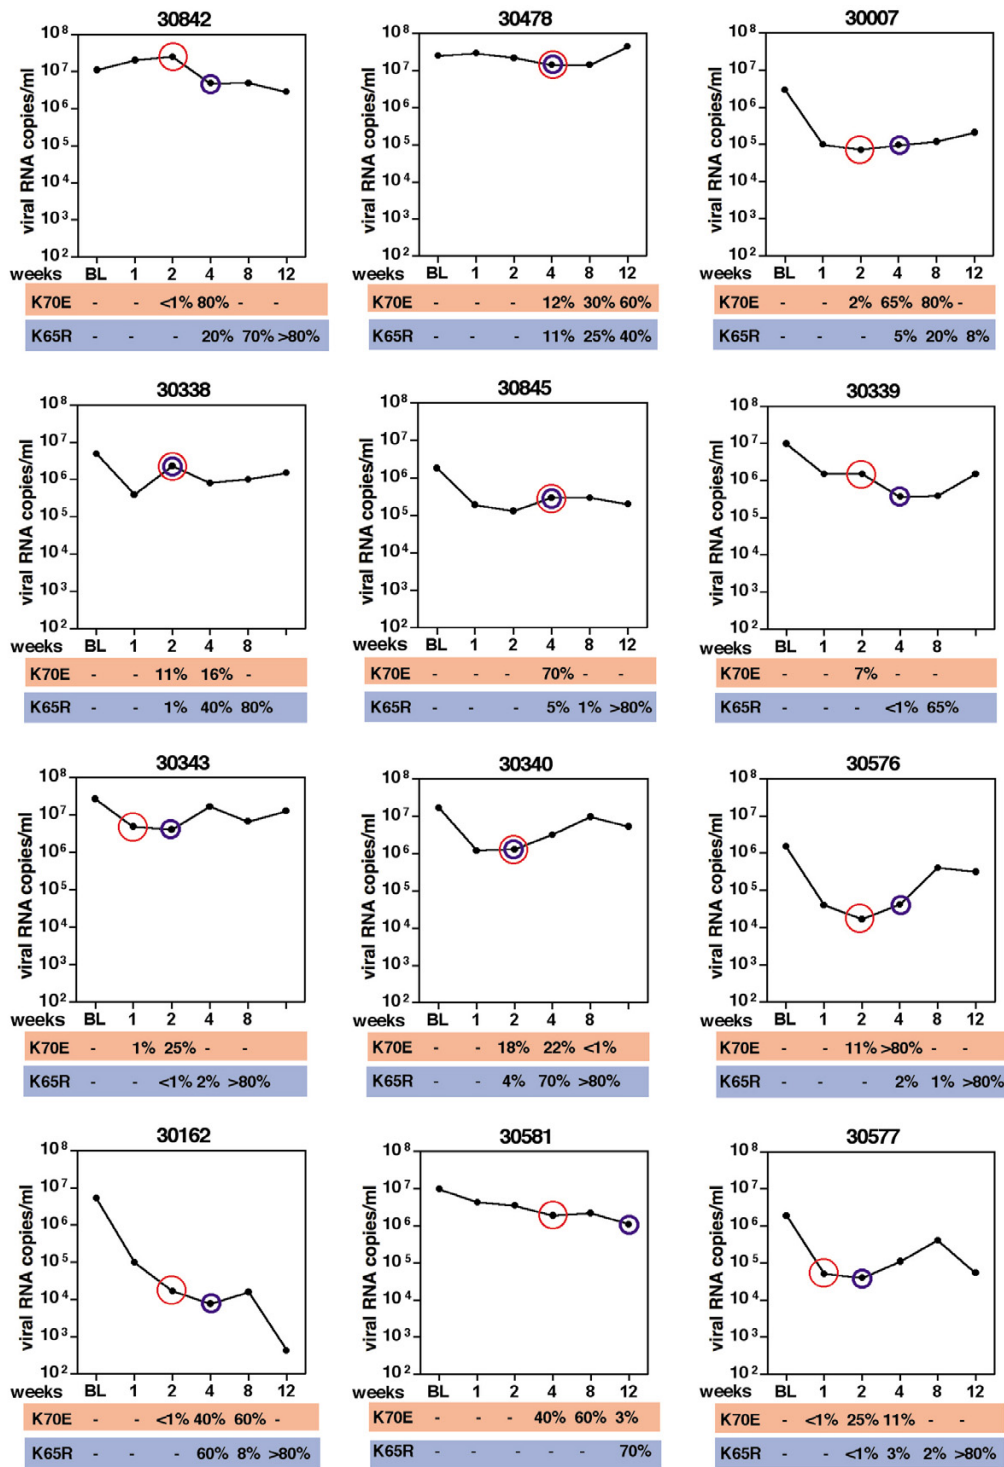 30842
30478
30007
viral RNA copies/ml
10⁸
10⁷
10⁶
10⁵
10⁴
10³
10²
viral RNA copies/ml
10⁸
10⁷
10⁶
10⁵
10⁴
10³
10²
viral RNA copies/ml
10⁸
10⁷
10⁶
10⁵
10⁴
10³
10²
weeks BL 1 2 4 8 12
K70E - - <1% 80% - -
K65R - - - 20% 70% >80%
weeks BL 1 2 4 8 12
K70E - - - 12% 30% 60%
K65R - - - 11% 25% 40%
weeks BL 1 2 4 8 12
K70E - - 2% 65% 80% -
K65R - - - 5% 20% 8%
30338
30845
30339
viral RNA copies/ml
10⁸
10⁷
10⁶
10⁵
10⁴
10³
10²
viral RNA copies/ml
10⁸
10⁷
10⁶
10⁵
10⁴
10³
10²
viral RNA copies/ml
10⁸
10⁷
10⁶
10⁵
10⁴
10³
10²
weeks BL 1 2 4 8
K70E - - 11% 16% -
K65R - - 1% 40% 80%
weeks BL 1 2 4 8 12
K70E - - - 70% - -
K65R - - - 5% 1% >80%
weeks BL 1 2 4 8
K70E - - 7% - -
K65R - - - <1% 65%
30343
30340
30576
viral RNA copies/ml
10⁸
10⁷
10⁶
10⁵
10⁴
10³
10²
viral RNA copies/ml
10⁸
10⁷
10⁶
10⁵
10⁴
10³
10²
viral RNA copies/ml
10⁸
10⁷
10⁶
10⁵
10⁴
10³
10²
weeks BL 1 2 4 8
K70E - 1% 25% - -
K65R - - <1% 2% >80%
weeks BL 1 2 4 8
K70E - - 18% 22% <1%
K65R - - 4% 70% >80%
weeks BL 1 2 4 8 12
K70E - - 11% >80% - -
K65R - - - 2% 1% >80%
30162
30581
30577
viral RNA copies/ml
10⁸
10⁷
10⁶
10⁵
10⁴
10³
10²
viral RNA copies/ml
10⁸
10⁷
10⁶
10⁵
10⁴
10³
10²
viral RNA copies/ml
10⁸
10⁷
10⁶
10⁵
10⁴
10³
10²
weeks BL 1 2 4 8 12
K70E - - <1% 40% 60% -
K65R - - - 60% 8% >80%
weeks BL 1 2 4 8 12
K70E - - - 40% 60% 3%
K65R - - - - - 70%
weeks BL 1 2 4 8 12
K70E - <1% 25% 11% - -
K65R - - <1% 3% 2% >80%